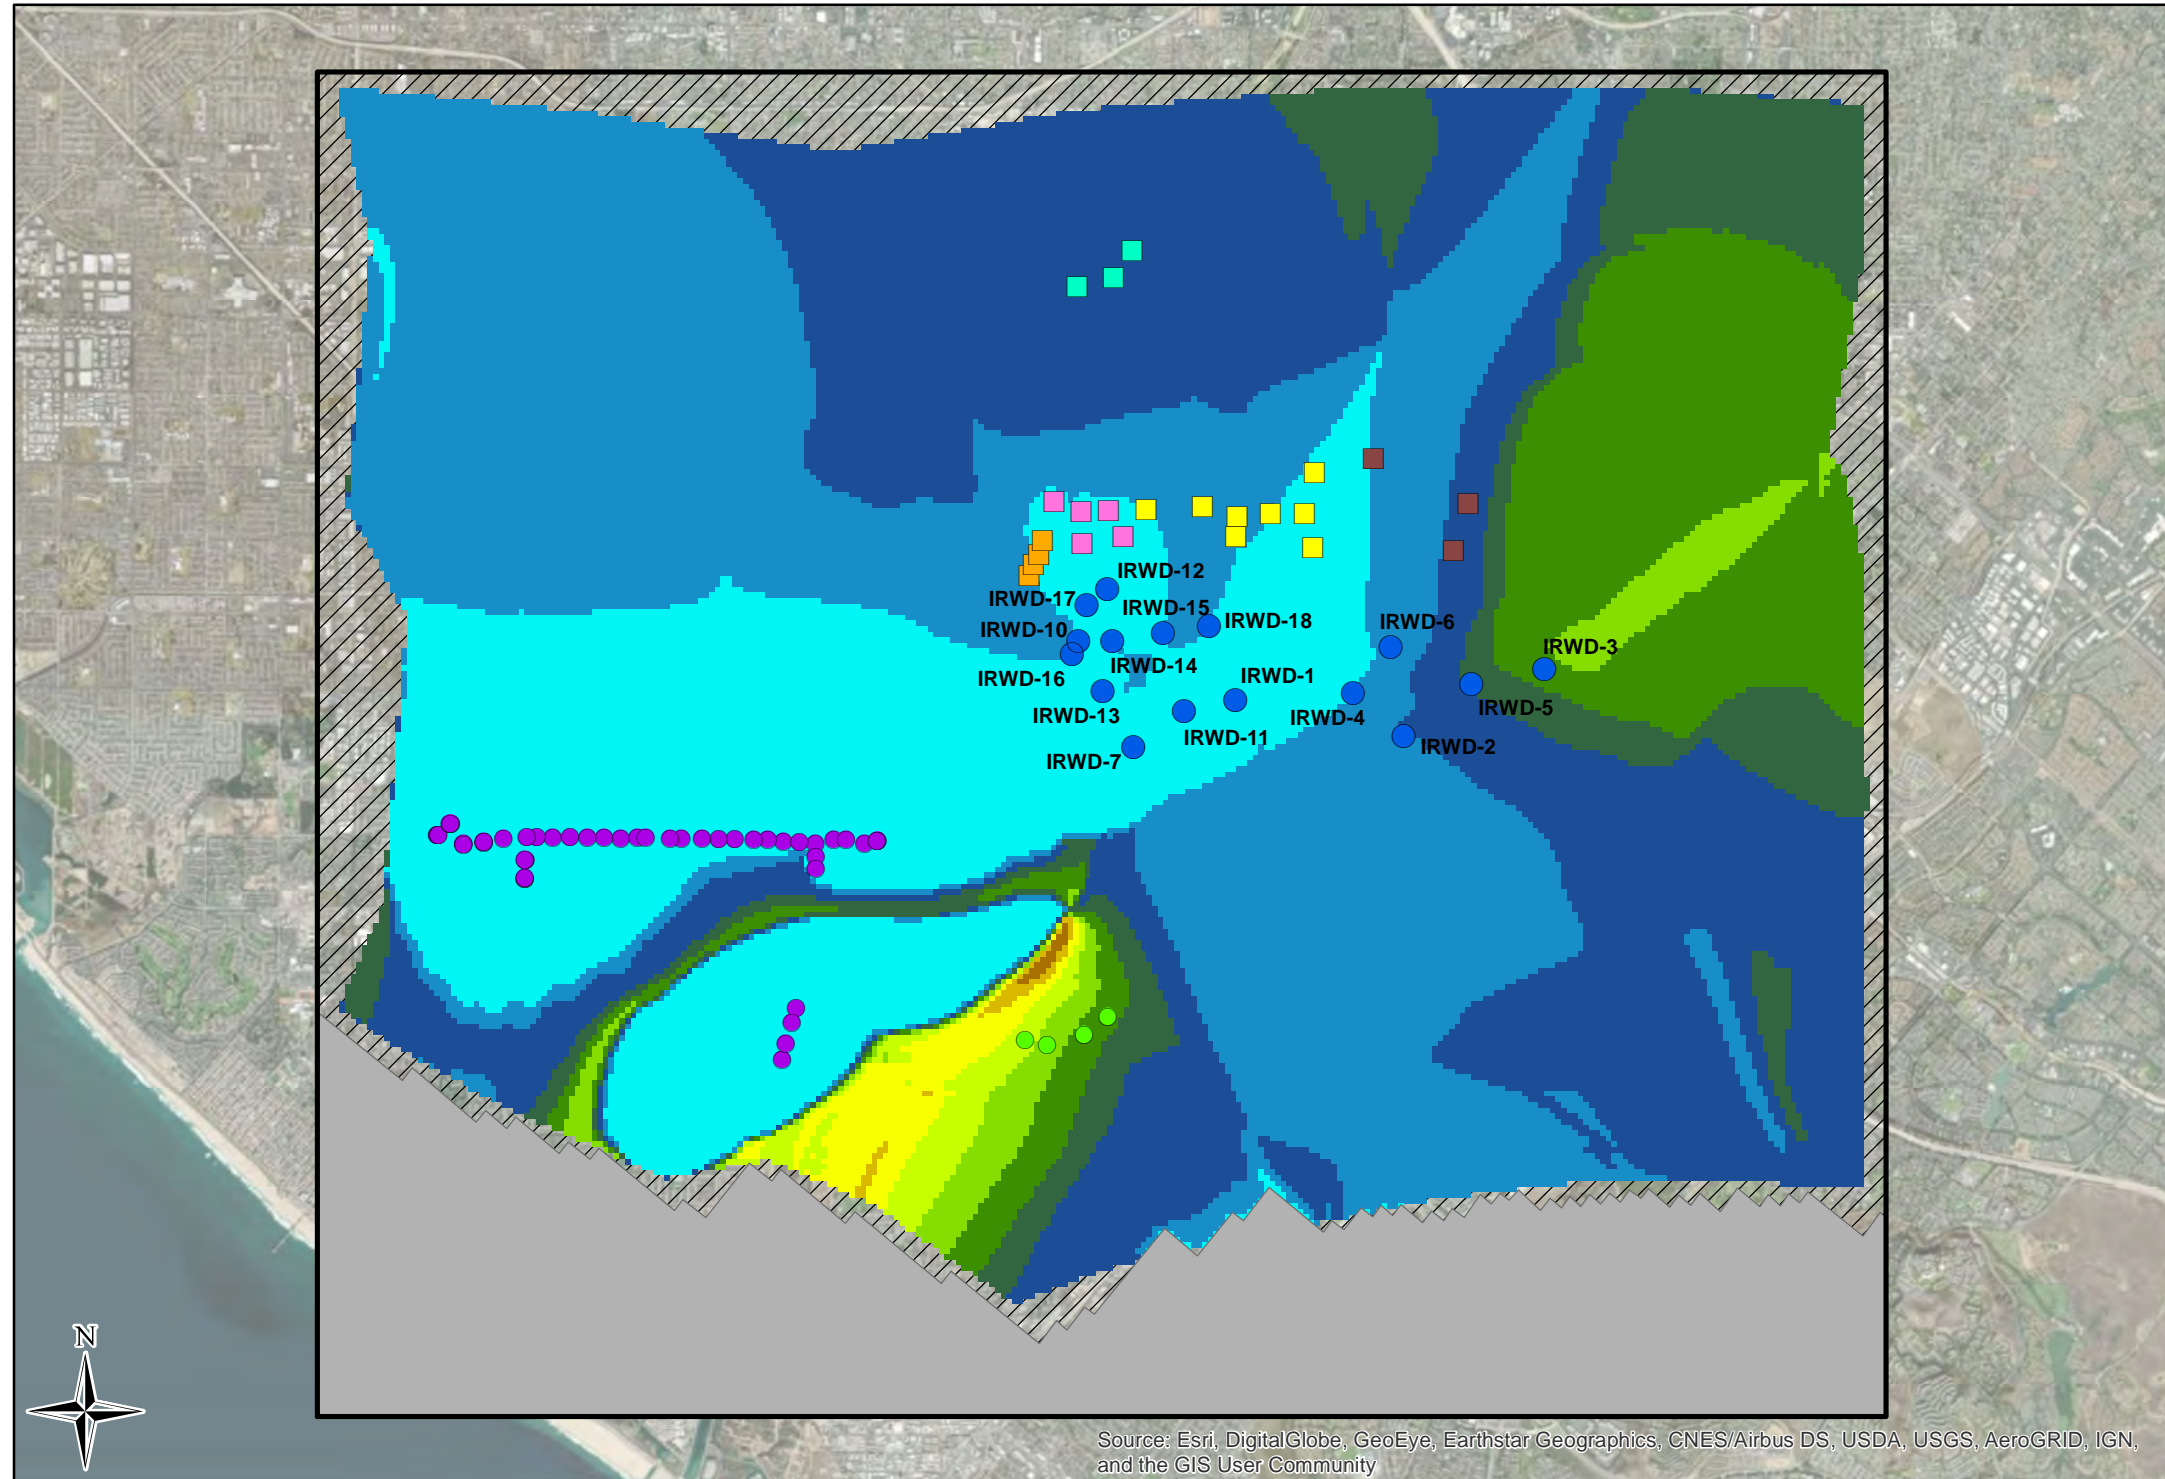 IRWD-12
IRWD-17
IRWD-15
IRWD-18
IRWD-10
IRWD-6
IRWD-3
IRWD-14
IRWD-16
IRWD-1
IRWD-5
IRWD-13
IRWD-4
IRWD-11
IRWD-2
IRWD-7
N
Source: Esri, DigitalGlobe, GeoEye, Earthstar Geographics, CNES/Airbus DS, USDA, USGS, AeroGRID, IGN,
and the GIS User Community